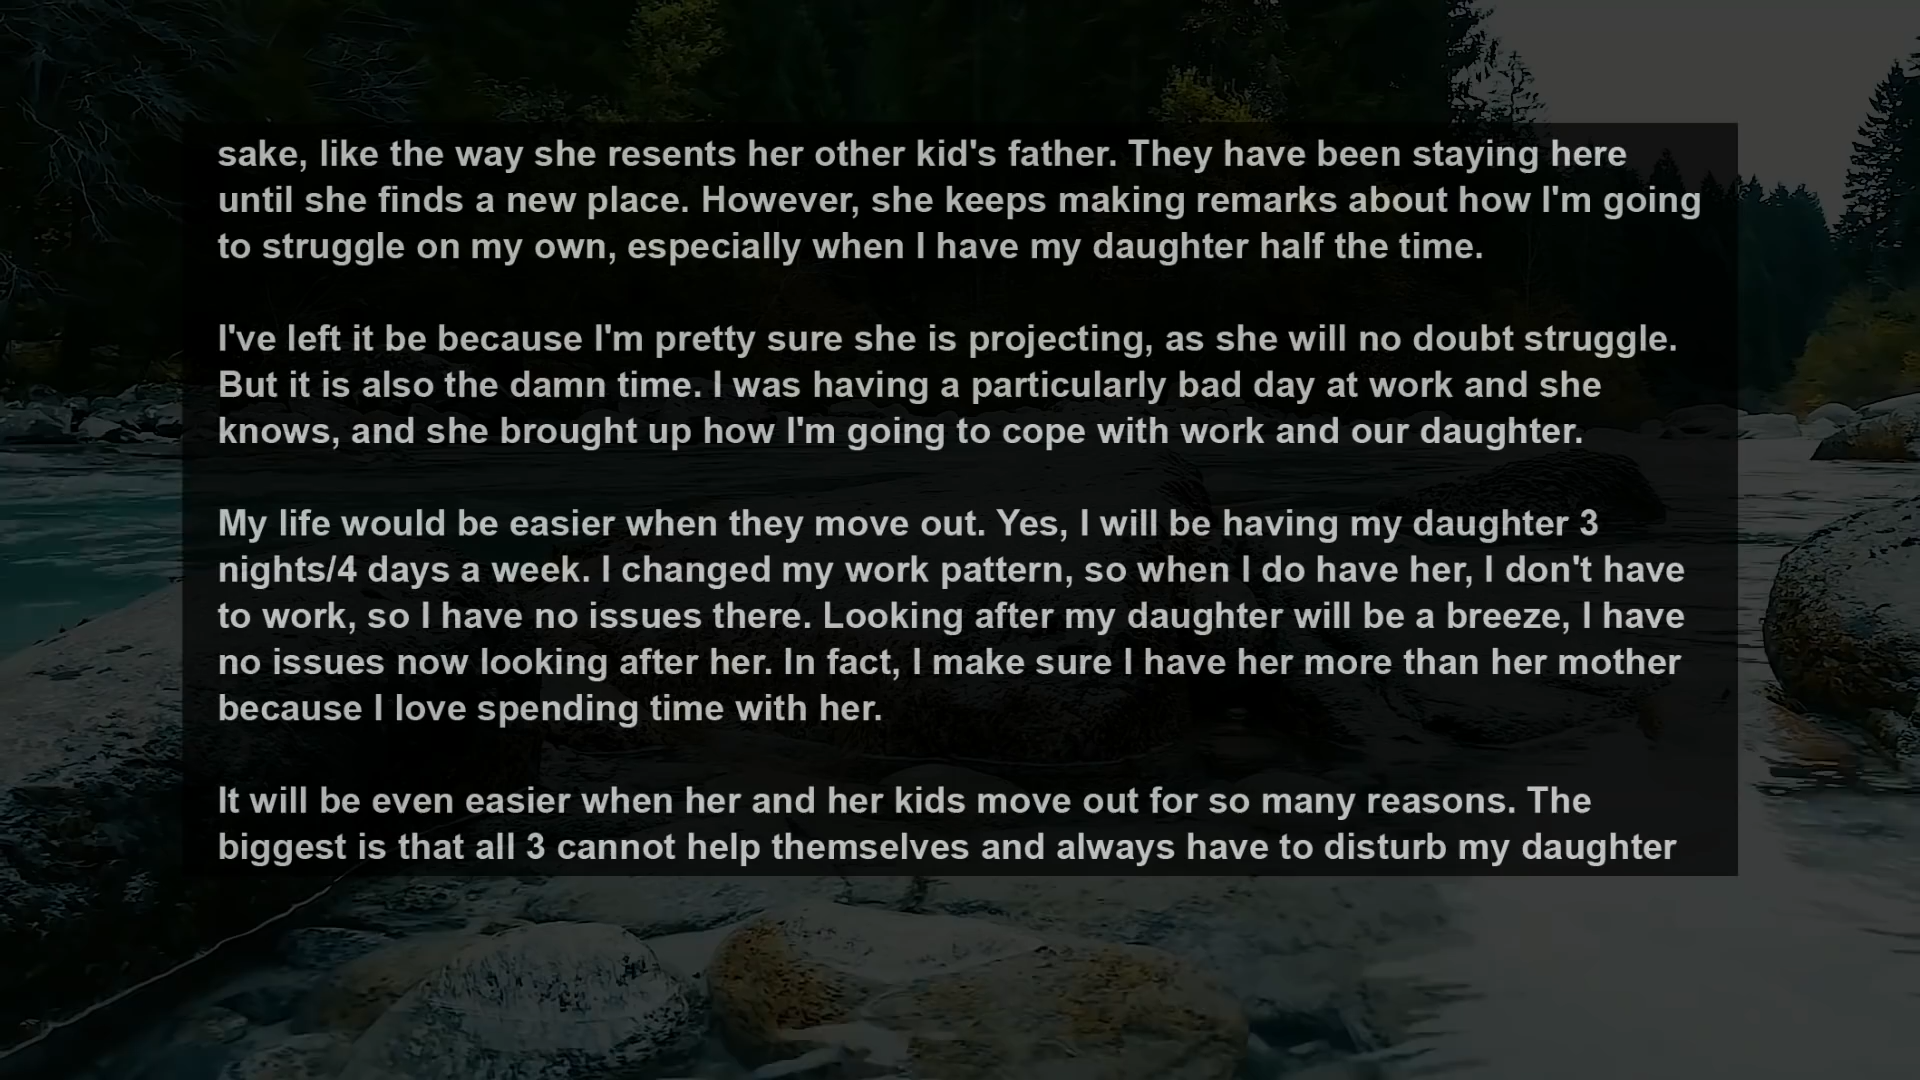 sake, like the way she resents her other kid's father. They have been staying here
until she finds a new place. However, she keeps making remarks about how I'm going
to struggle on my own, especially when I have my daughter half the time.
I've left it be because I'm pretty sure she is projecting, as she will no doubt struggle.
But it is also the damn time. I was having a particularly bad day at work and she
knows, and she brought up how I'm going to cope with work and our daughter.
My life would be easier when they move out. Yes, I will be having my daughter 3
nights/4 days a week. I changed my work pattern, so when I do have her, I don't have
to work, so I have no issues there. Looking after my daughter will be a breeze, I have
no issues now looking after her. In fact, I make sure I have her more than her mother
because I love spending time with her.
It will be even easier when her and her kids move out for so many reasons. The
biggest is that all 3 cannot help themselves and always have to disturb my daughter